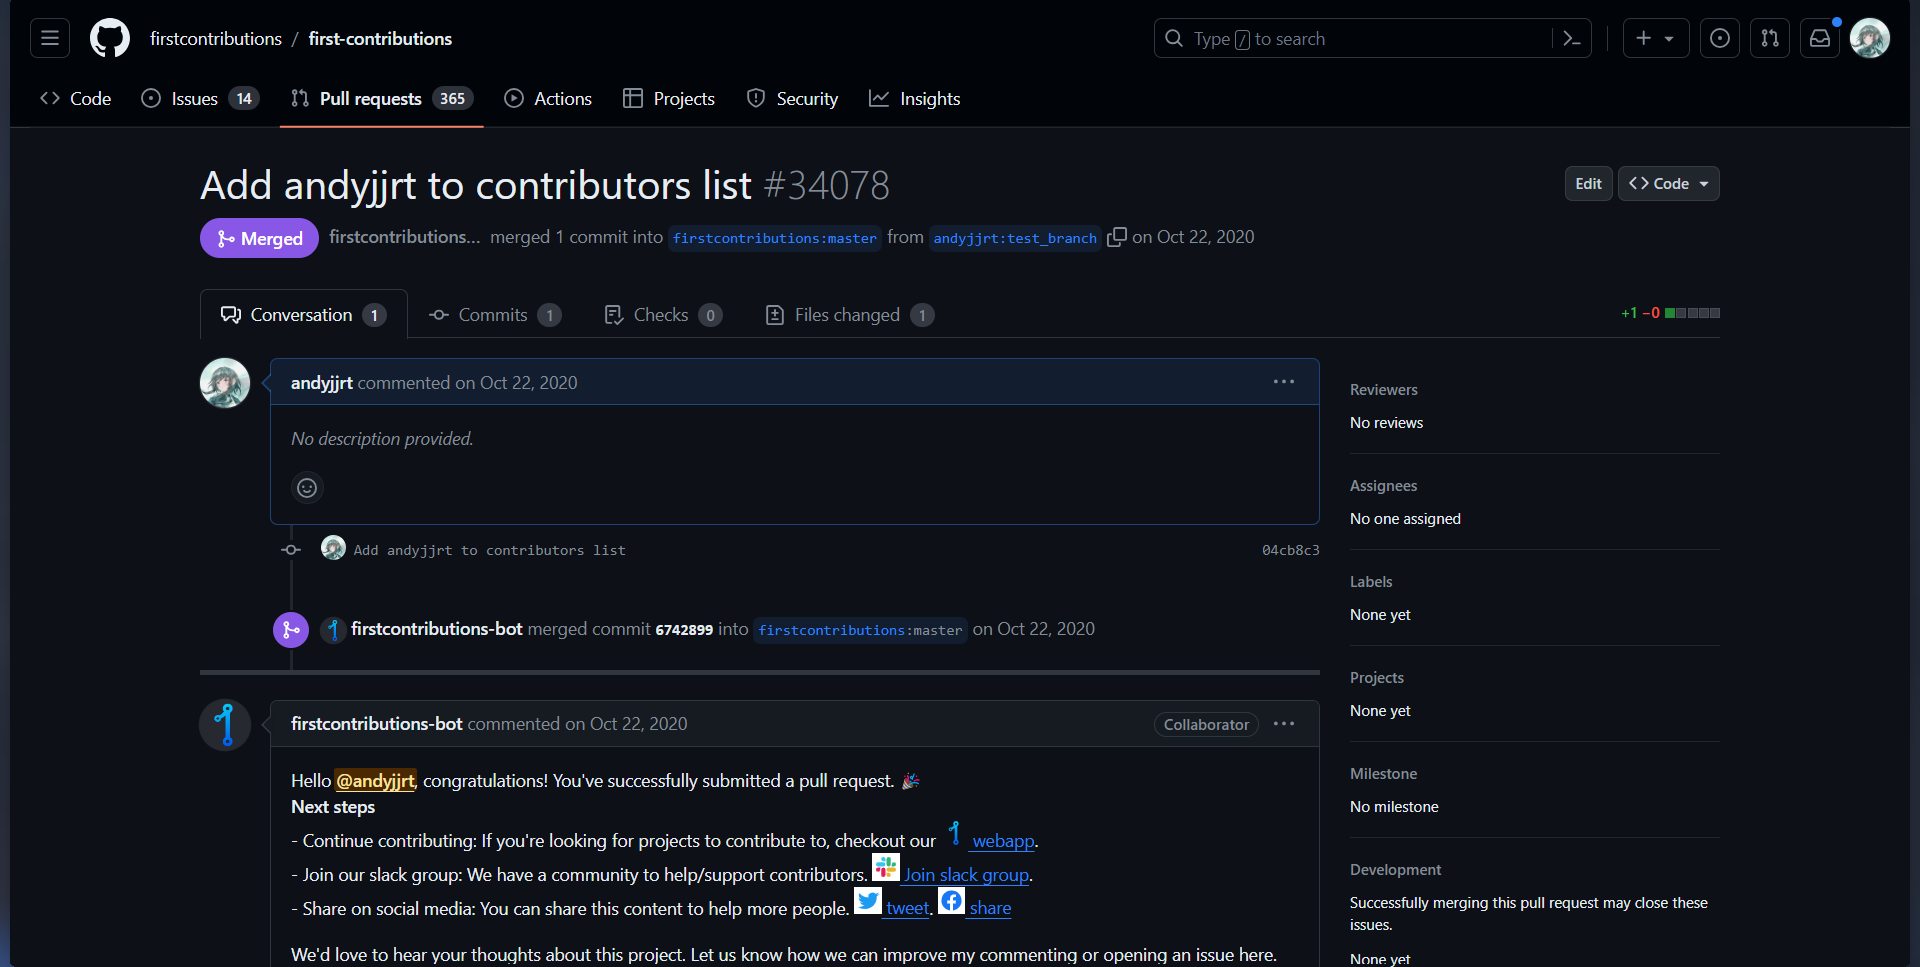 firstcontributions / first-contributions
Type / to search
Code Issues 14 Pull requests 365 Actions Projects Security Insights
Add andyjjrt to contributors list #34078
Edit Code
Merged firstcontributions... merged 1 commit into firstcontributions:master from andyjjrt:test_branch on Oct 22, 2020
Conversation 1 Commits 1 Checks 0 Files changed 1
+1 −0
andyjjrt commented on Oct 22, 2020
No description provided.
Add andyjjrt to contributors list 04cb8c3
firstcontributions-bot merged commit 6742899 into firstcontributions:master on Oct 22, 2020
firstcontributions-bot commented on Oct 22, 2020 Collaborator
Hello @andyjjrt, congratulations! You've successfully submitted a pull request. 🎉
Next steps
- Continue contributing: If you're looking for projects to contribute to, checkout our webapp.
- Join our slack group: We have a community to help/support contributors. Join slack group.
- Share on social media: You can share this content to help more people. tweet. share
We'd love to hear your thoughts about this project. Let us know how we can improve my commenting or opening an issue here.
Reviewers
No reviews
Assignees
No one assigned
Labels
None yet
Projects
None yet
Milestone
No milestone
Development
Successfully merging this pull request may close these
issues.
None yet